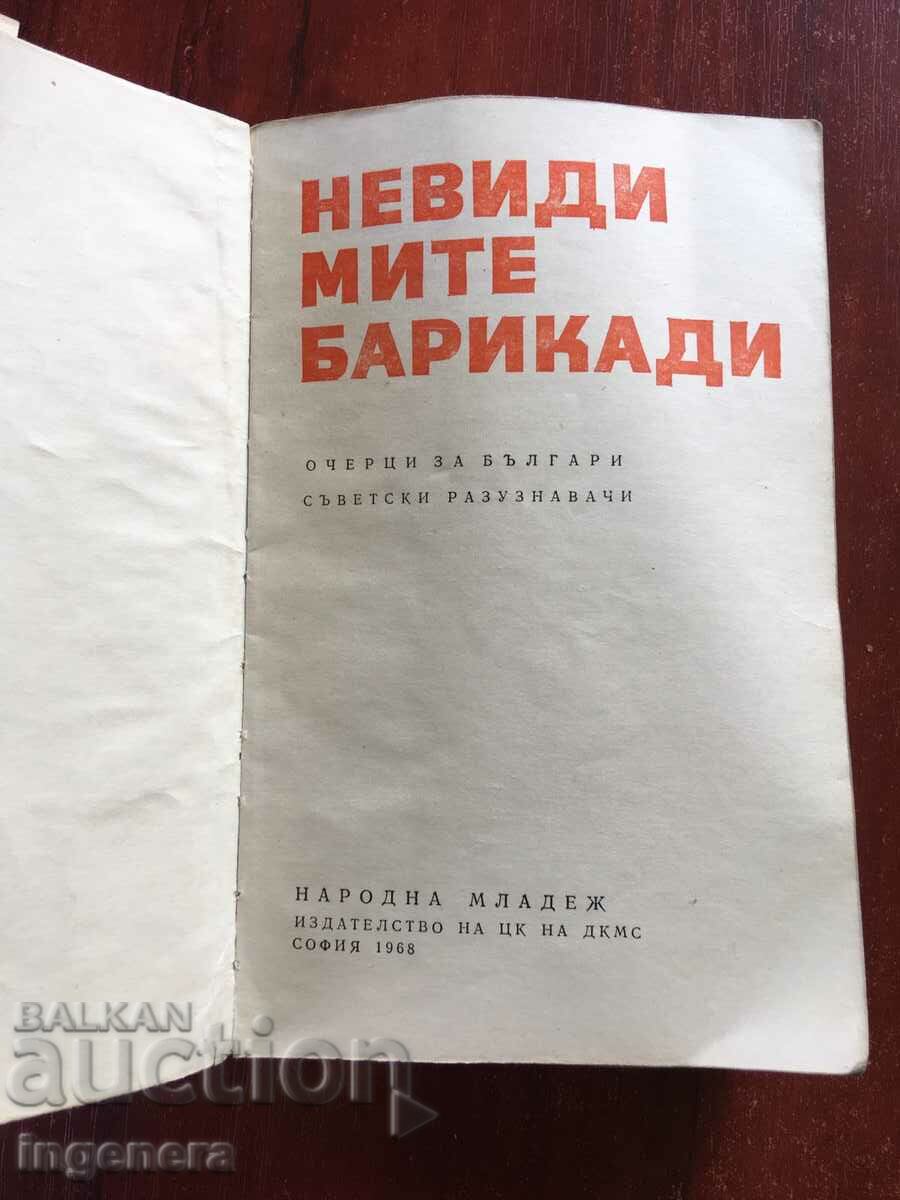 НЕВИДИ
МИТЕ
БАРИКАДИ
ОЧЕРЦИ ЗА БЪЛГАРИ
СЪВЕТСКИ РАЗУЗНАВАЧИ
НАРОДНА МЛАДЕЖ
ИЗДАТЕЛСТВО НА ЦК НА ДКМС
СОФИЯ 1968
BALKAN
auction
ingenera